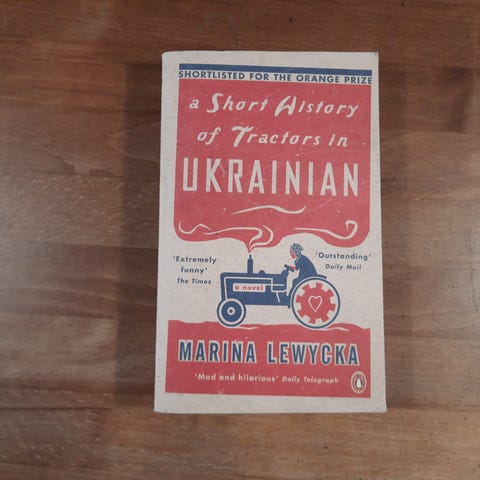 SHORTLISTED FOR THE ORANGE PRIZE
a Short History
of Tractors in
UKRAINIAN
'Extremely
funny'
The Times
'Outstanding'
Daily Mail
a novel
MARINA LEWYCKA
'Mad and hilarious' Daily Telegraph